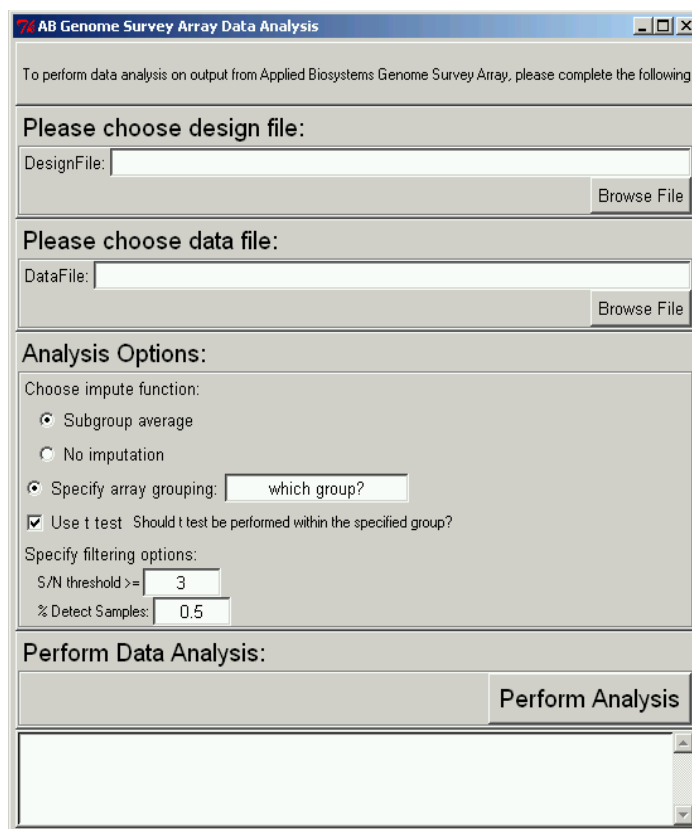 AB Genome Survey Array Data Analysis
To perform data analysis on output from Applied Biosystems Genome Survey Array, please complete the following
Please choose design file:
DesignFile:
Browse File
Please choose data file:
DataFile:
Browse File
Analysis Options:
Choose impute function:
Subgroup average
No imputation
Specify array grouping: which group?
Use t test Should t test be performed within the specified group?
Specify filtering options:
S/N threshold >= 3
% Detect Samples: 0.5
Perform Data Analysis:
Perform Analysis